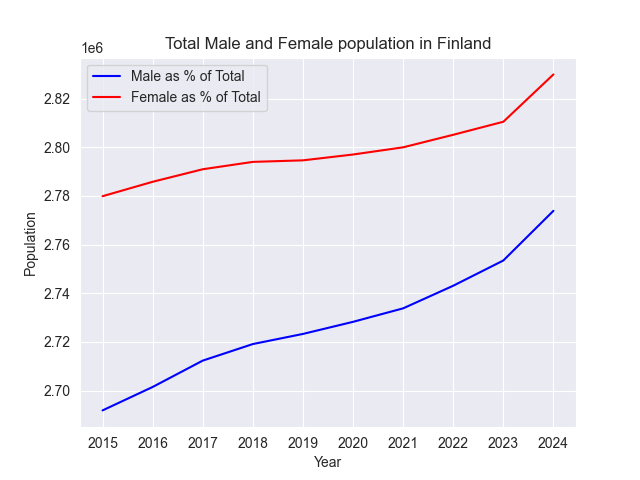 Total Male and Female population in Finland
1e6
Male as % of Total
Female as % of Total
2.82
2.80
2.78
2.76
2.74
2.72
2.70
Population
2015 2016 2017 2018 2019 2020 2021 2022 2023 2024
Year